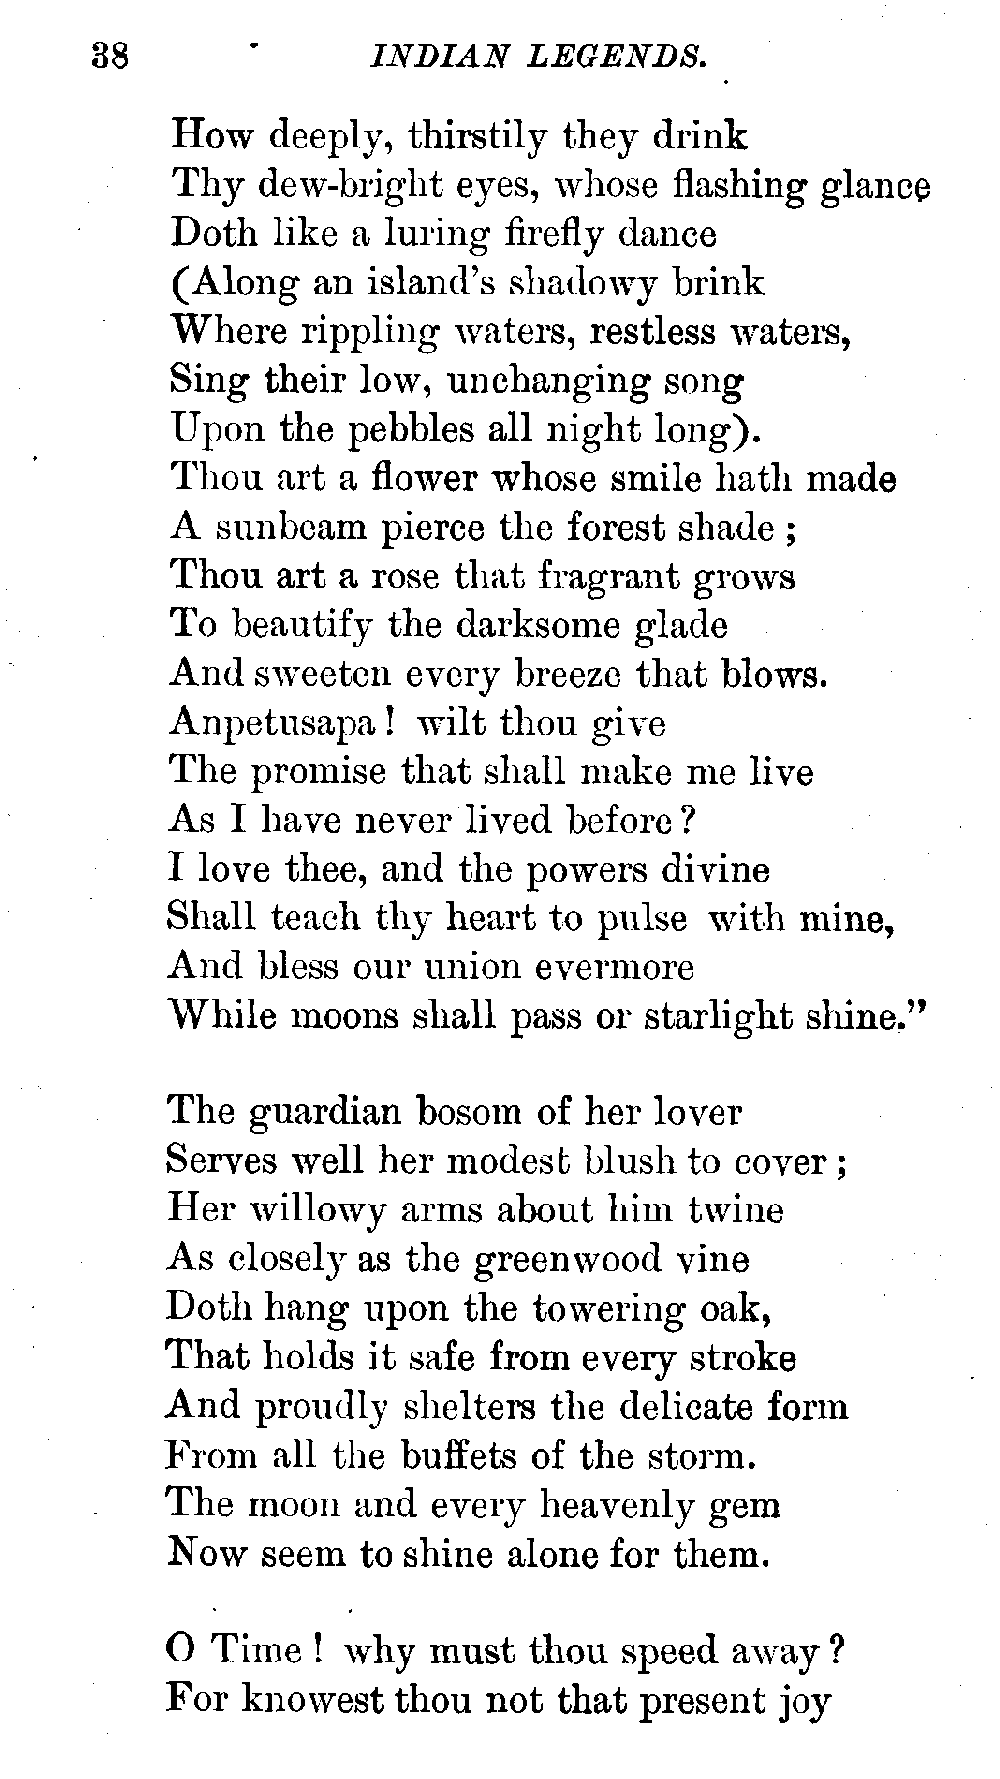 38 INDIAN LEGENDS.
How deeply, thirstily they drink
Thy dew-bright eyes, whose flashing glance
Doth like a luring firefly dance
(Along an island's shadowy brink
Where rippling waters, restless waters,
Sing their low, unchanging song
Upon the pebbles all night long).
Thou art a flower whose smile hath made
A sunbeam pierce the forest shade ;
Thou art a rose that fragrant grows
To beautify the darksome glade
And sweeten every breeze that blows.
Anpetusapa! wilt thou give
The promise that shall make me live
As I have never lived before?
I love thee, and the powers divine
Shall teach thy heart to pulse with mine,
And bless our union evermore
While moons shall pass or starlight shine."
The guardian bosom of her lover
Serves well her modest blush to cover ;
Her willowy arms about him twine
As closely as the greenwood vine
Doth hang upon the towering oak,
That holds it safe from every stroke
And proudly shelters the delicate form
From all the buffets of the storm.
The moon and every heavenly gem
Now seem to shine alone for them.
O Time ! why must thou speed away ?
For knowest thou not that present joy